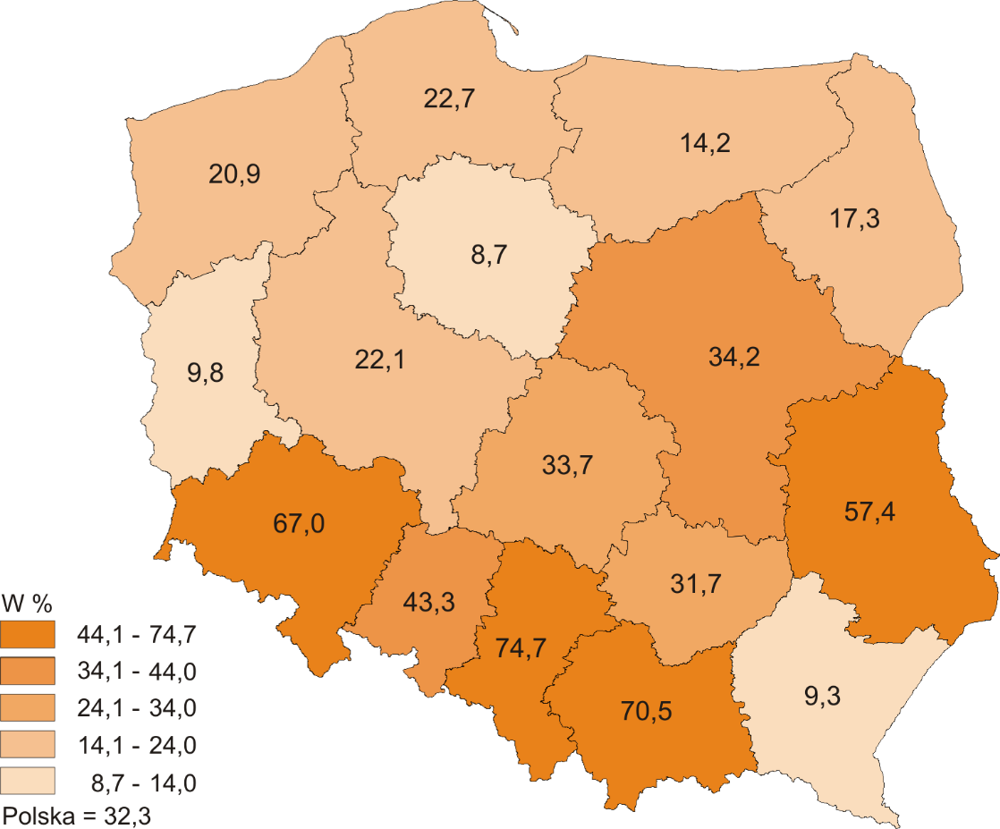 22,7
14,2
20,9
17,3
8,7
34,2
22,1
9,8
33,7
57,4
67,0
31,7
43,3
74,7
9,3
70,5
W %
44,1 - 74,7
34,1 - 44,0
24,1 - 34,0
14,1 - 24,0
8,7 - 14,0
Polska = 32,3